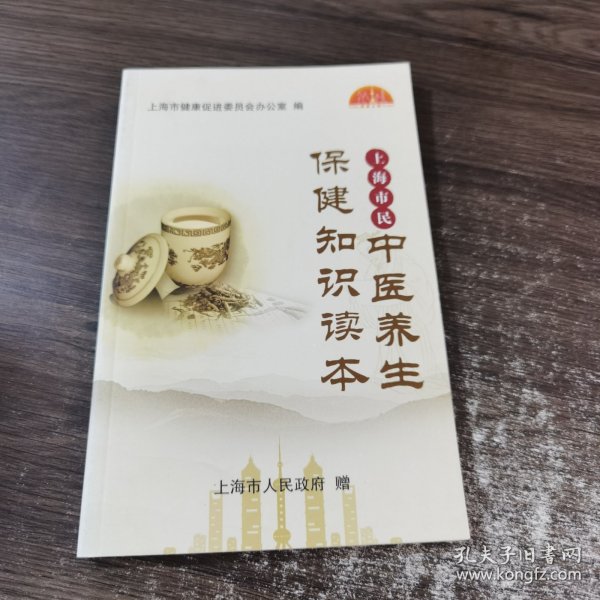 上海市健康促进委员会办公室 编
上海市民
中医养生
保健知识读本
上海市人民政府 赠
孔夫子旧书网
www.kongfz.com